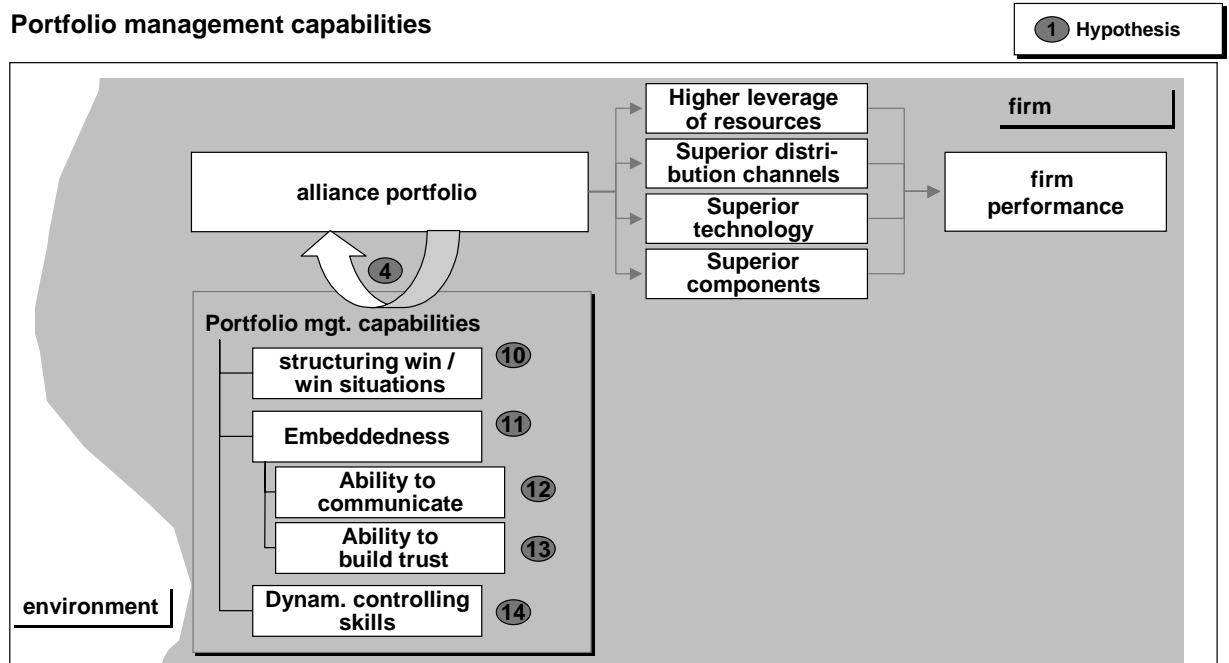 Portfolio management capabilities
1 Hypothesis
Higher leverage
of resources
firm
Superior distri-
bution channels
alliance portfolio
firm
performance
Superior
technology
Superior
components
4
Portfolio mgt. capabilities
structuring win /
win situations
10
Embeddedness
11
Ability to
communicate
12
Ability to
build trust
13
environment
Dynam. controlling
skills
14